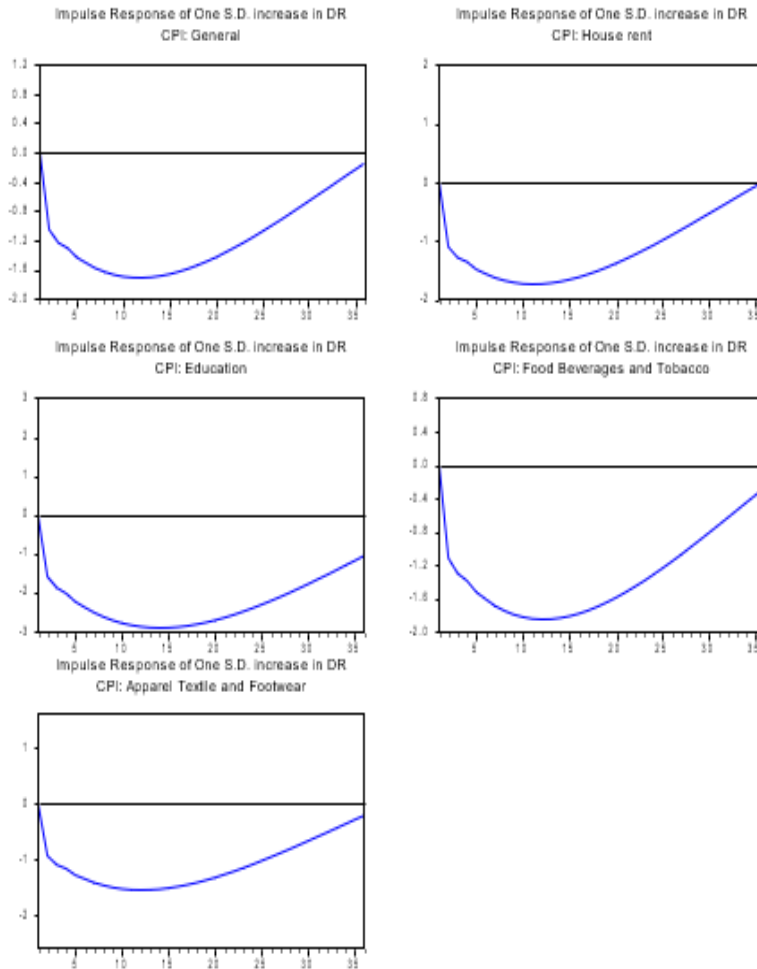 Impulse Response of One S.D. increase in DR
CPI: General
1.2
0.8
0.4
0.0
-0.4
-0.8
-1.2
-1.6
-2.0
5 10 15 20 25 30 35
Impulse Response of One S.D. increase in DR
CPI: House rent
2
1
0
-1
-2
5 10 15 20 25 30 35
Impulse Response of One S.D. increase in DR
CPI: Education
3
2
1
0
-1
-2
-3
5 10 15 20 25 30 35
Impulse Response of One S.D. increase in DR
CPI: Food Beverages and Tobacco
0.8
0.4
0.0
-0.4
-0.8
-1.2
-1.6
-2.0
5 10 15 20 25 30 35
Impulse Response of One S.D. increase in DR
CPI: Apparel Textile and Footwear
1
0
-1
-2
5 10 15 20 25 30 35